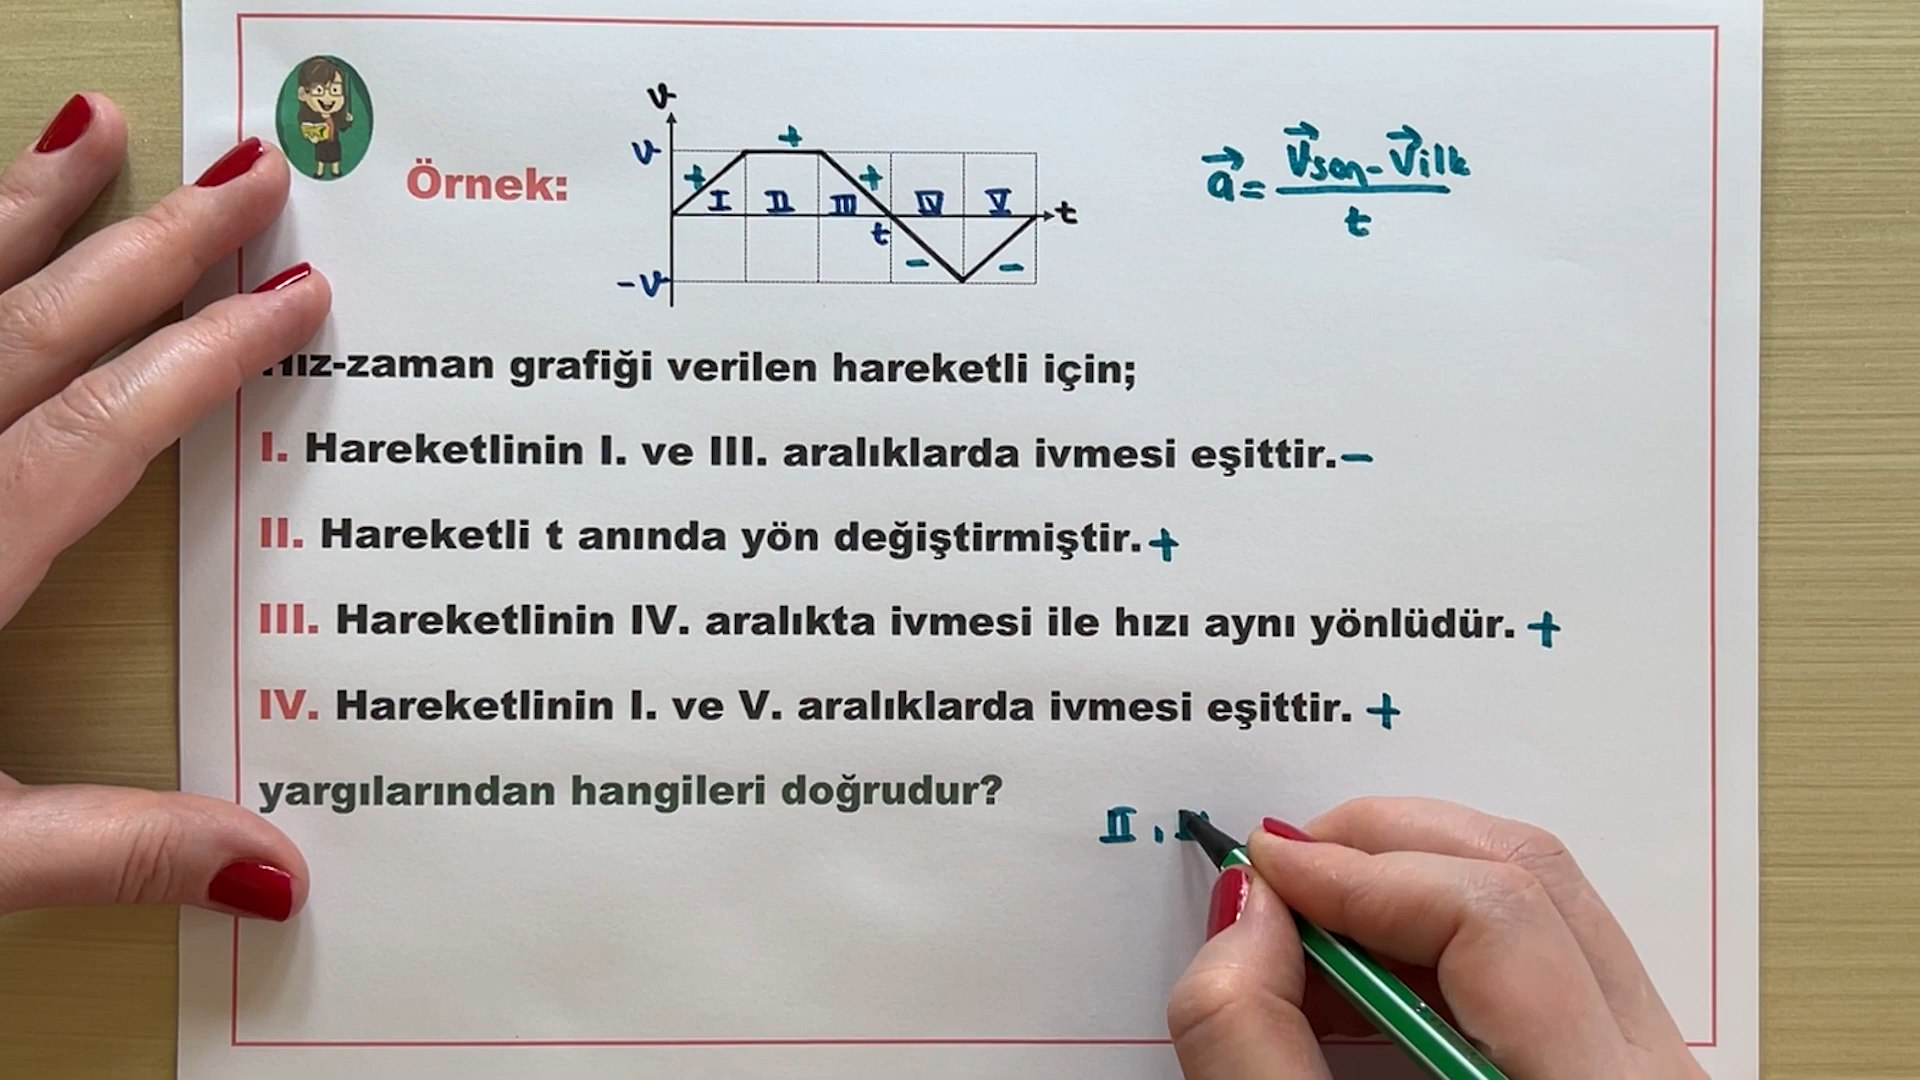 v
v
+
+
+
I
II
III
IV
V
t
t
-
-
-v
Örnek:
a = Vson - Vilk
t
Hız-zaman grafiği verilen hareketli için;
I. Hareketlinin I. ve III. aralıklarda ivmesi eşittir. -
II. Hareketli t anında yön değiştirmiştir. +
III. Hareketlinin IV. aralıkta ivmesi ile hızı aynı yönlüdür. +
IV. Hareketlinin I. ve V. aralıklarda ivmesi eşittir. +
yargılarından hangileri doğrudur?
II,